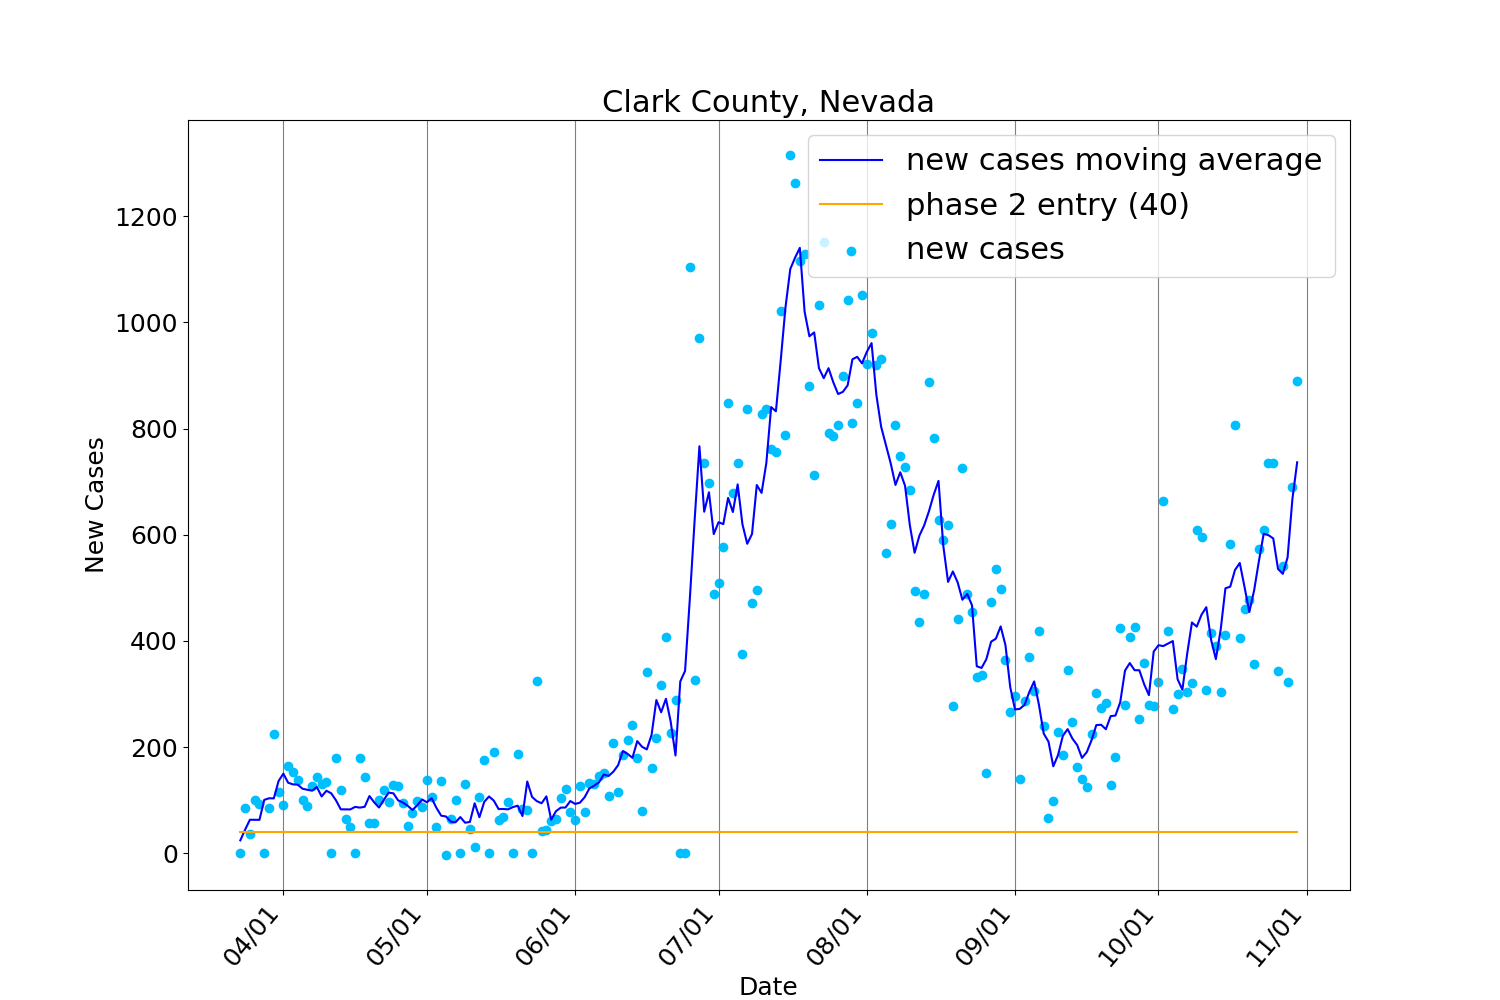 Clark County, Nevada
new cases moving average
phase 2 entry (40)
new cases
1200
1000
800
600
400
200
0
New Cases
04/01
05/01
06/01
07/01
08/01
09/01
10/01
11/01
Date